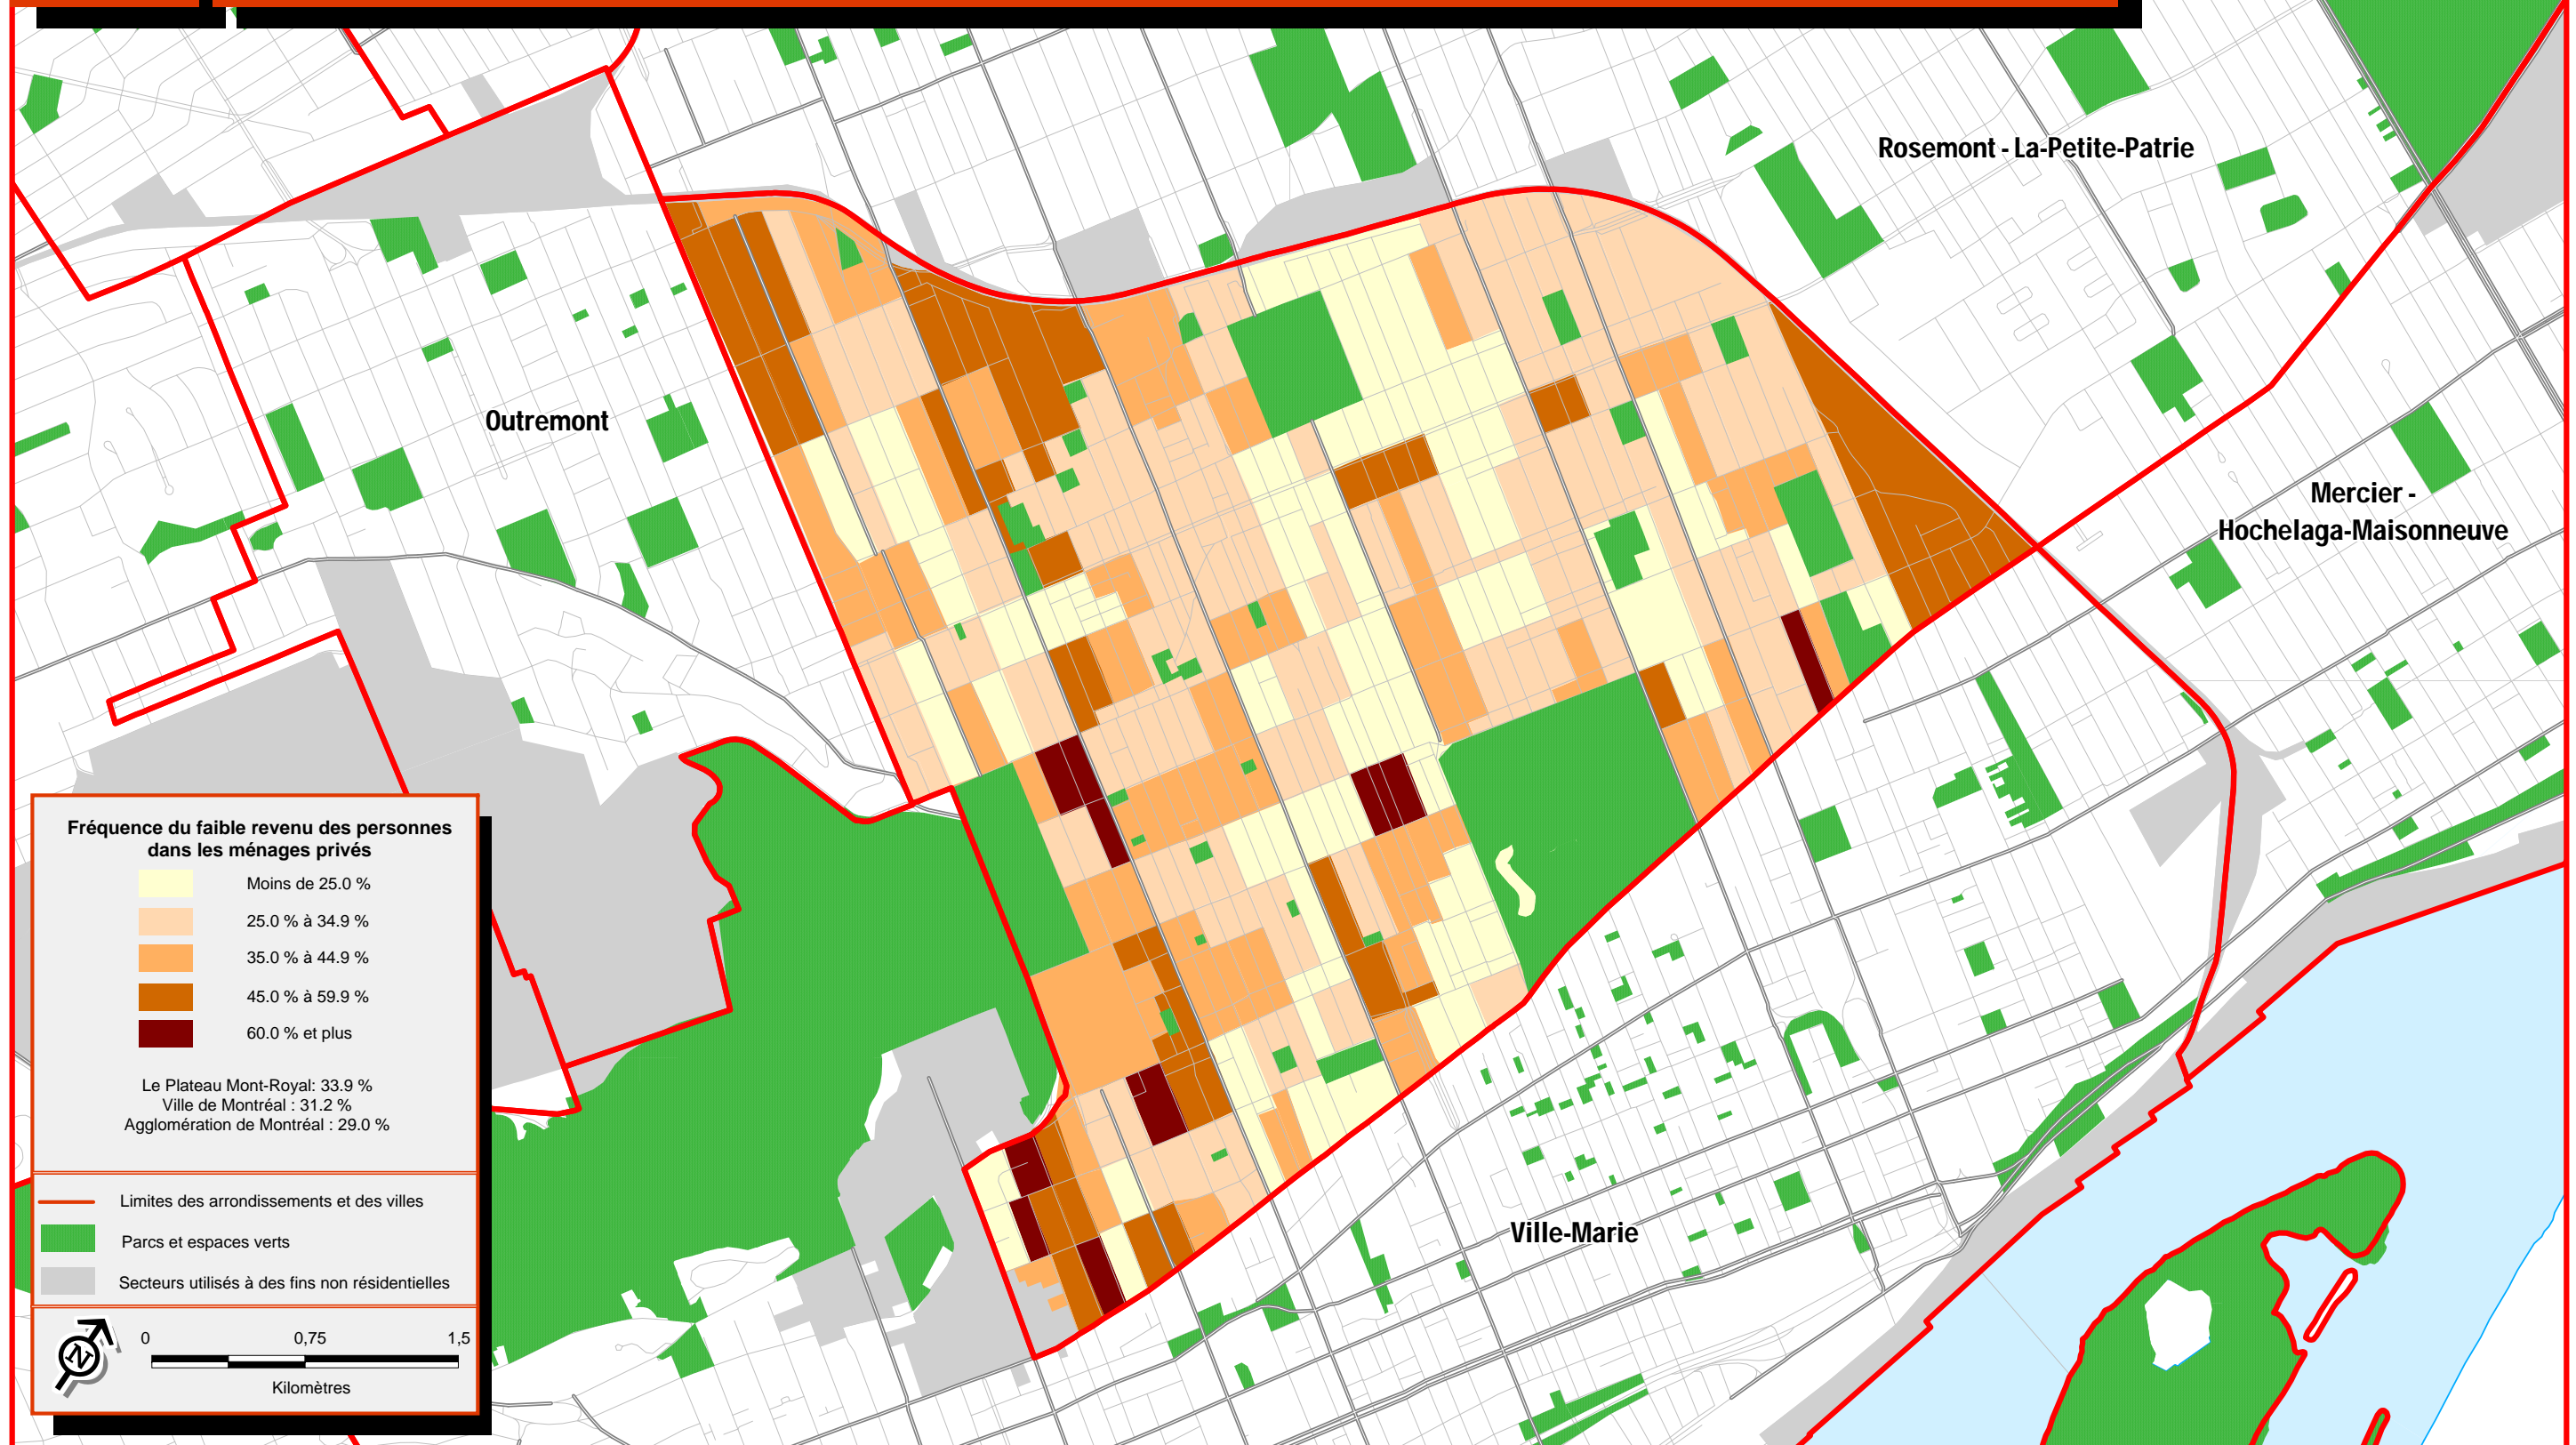 Rosemont - La-Petite-Patrie
Outremont
Mercier -
Hochelaga-Maisonneuve
Ville-Marie
Fréquence du faible revenu des personnes
dans les ménages privés
Moins de 25.0 %
25.0 % à 34.9 %
35.0 % à 44.9 %
45.0 % à 59.9 %
60.0 % et plus
Le Plateau Mont-Royal: 33.9 %
Ville de Montréal : 31.2 %
Agglomération de Montréal : 29.0 %
Limites des arrondissements et des villes
Parcs et espaces verts
Secteurs utilisés à des fins non résidentielles
N
0 0,75 1,5
Kilomètres